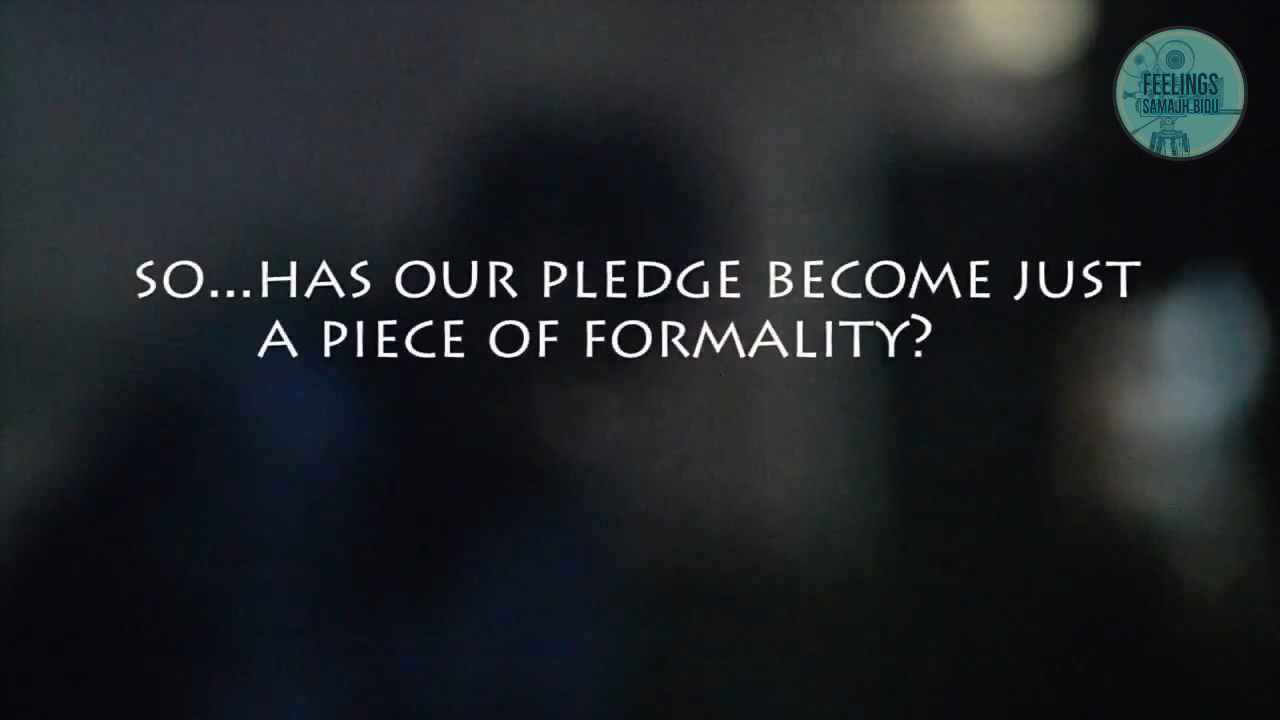 FEELINGS
SAMAJH BIDU
SO...HAS OUR PLEDGE BECOME JUST
A PIECE OF FORMALITY?